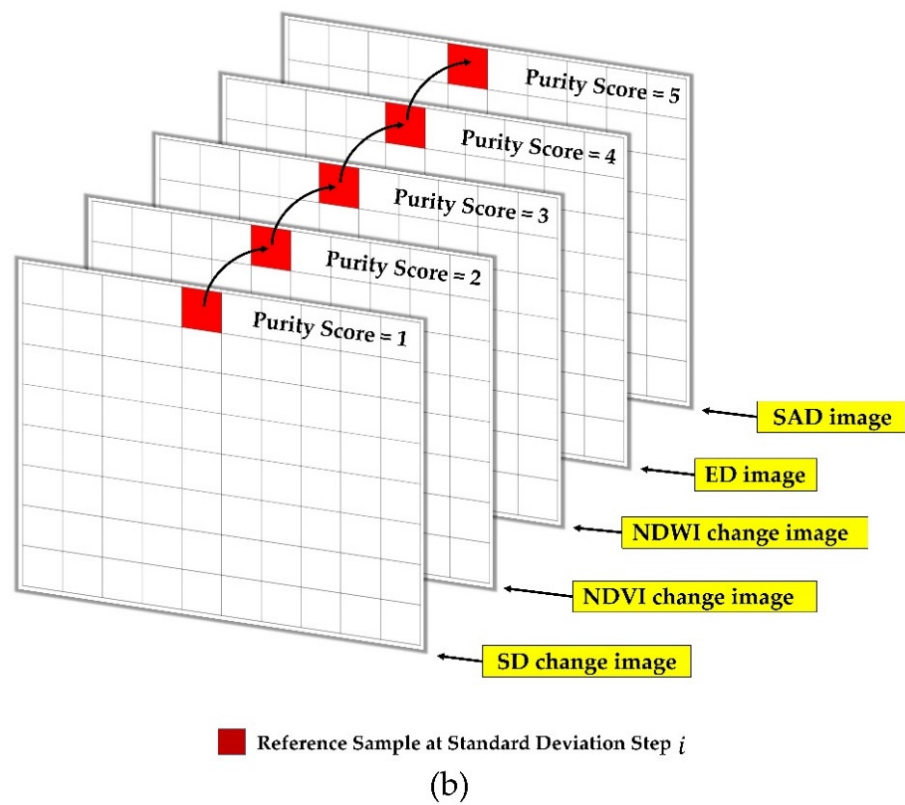 Purity Score = 5
Purity Score = 4
Purity Score = 3
Purity Score = 2
Purity Score = 1
SAD image
ED image
NDWI change image
NDVI change image
SD change image
Reference Sample at Standard Deviation Step i
(b)